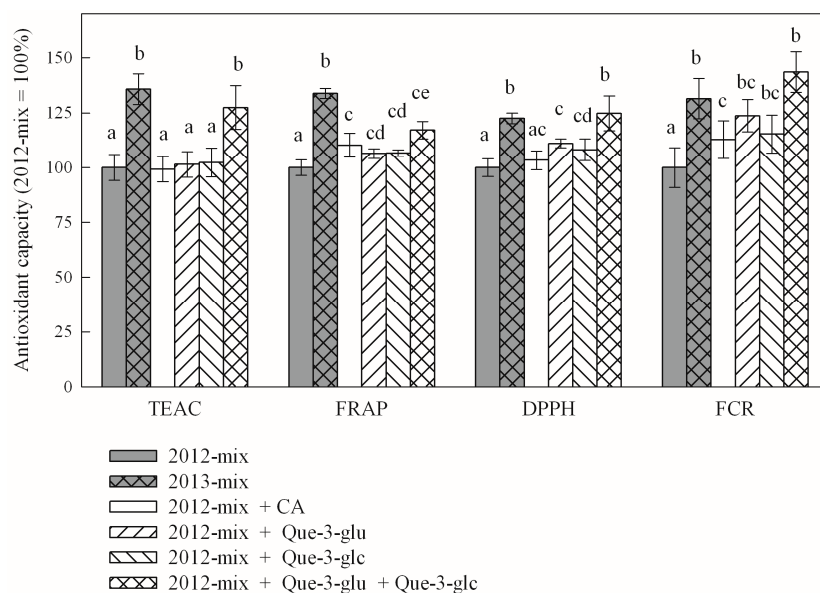 Antioxidant capacity (2012-mix = 100%)
150
125
100
75
50
25
0
a b a a a b
a b c cd cd ce
a b ac c cd b
a b c bc bc b
TEAC FRAP DPPH FCR
2012-mix
2013-mix
2012-mix + CA
2012-mix + Que-3-glu
2012-mix + Que-3-glc
2012-mix + Que-3-glu + Que-3-glc